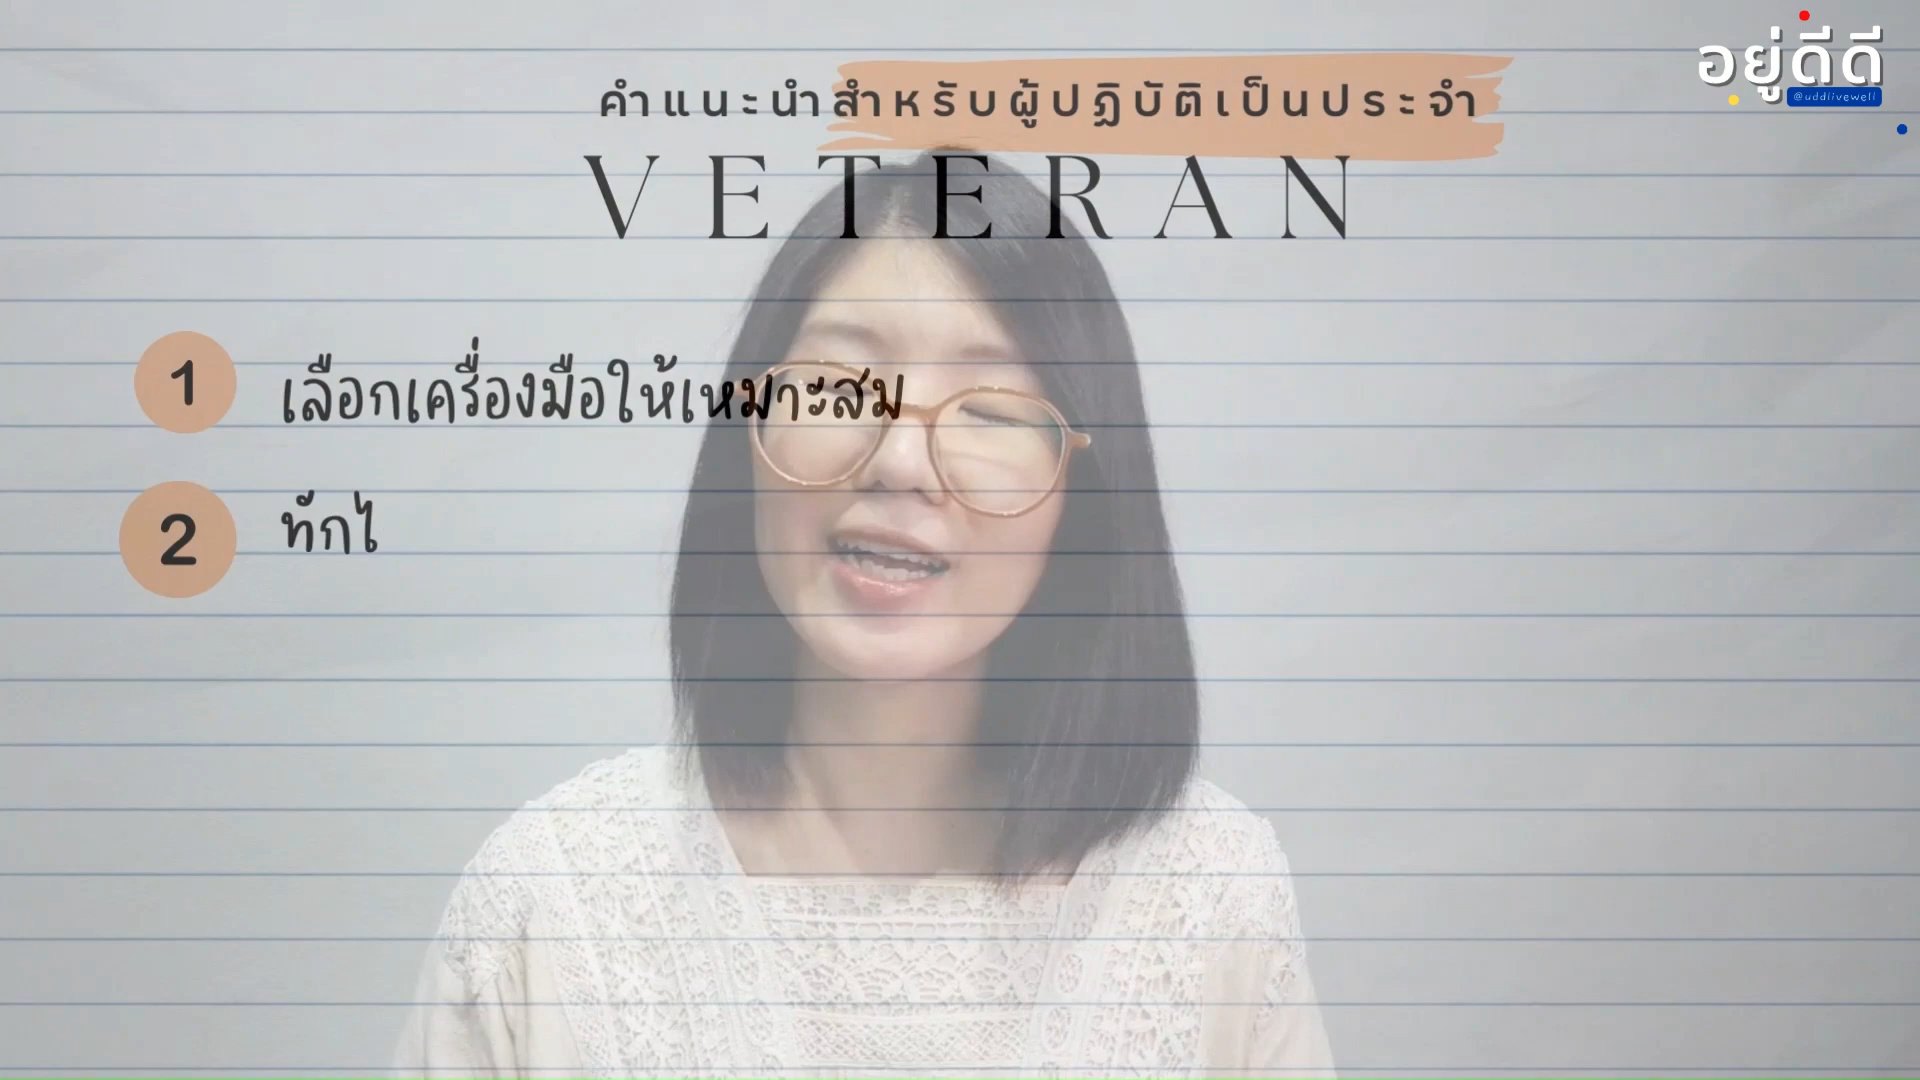 อยู่ดีดี
@uddlivewell
คำแนะนำสำหรับผู้ปฏิบัติเป็นประจำ
VETERAN
1 เลือกเครื่องมือให้เหมาะสม
2 ทักไ